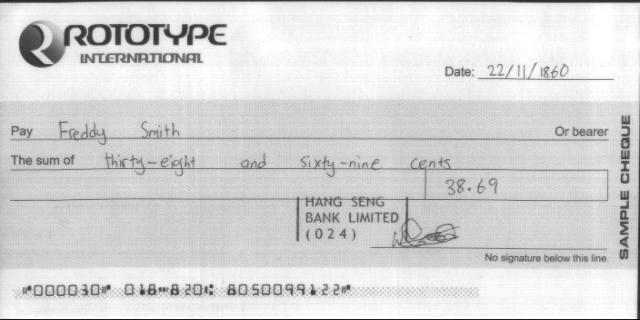 ROTOTYPE
INTERNATIONAL
Date: 22/11/1860
Pay Freddy Smith Or bearer
The sum of thirty-eight and sixty-nine cents
38.69
HANG SENG
BANK LIMITED
(024)
No signature below this line
SAMPLE CHEQUE
⑈000030⑈ 018⑉820⑆ 8050099122⑈